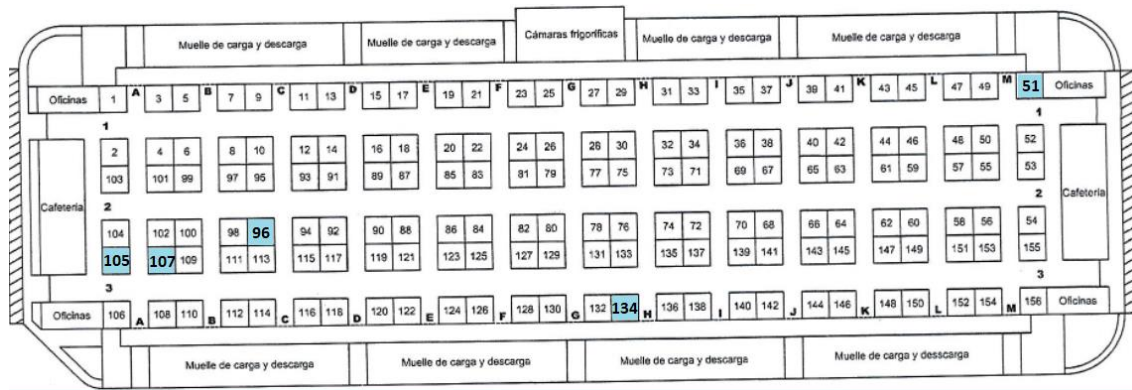 Muelle de carga y descarga Muelle de carga y descarga Cámaras frigoríficas Muelle de carga y descarga Muelle de carga y descarga
Oficinas 1 A 3 5 B 7 9 C 11 13 D 15 17 E 19 21 F 23 25 G 27 29 H 31 33 I 35 37 J 39 41 K 43 45 L 47 49 M 51 Oficinas
1 1
2 4 6 8 10 12 14 16 18 20 22 24 26 28 30 32 34 36 38 40 42 44 46 48 50 52
103 101 99 97 95 93 91 89 87 85 83 81 79 77 75 73 71 69 67 65 63 61 59 57 55 53
Cafetería 2 2 Cafetería
104 102 100 98 96 94 92 90 88 86 84 82 80 78 76 74 72 70 68 66 64 62 60 58 56 54
105 107 109 111 113 115 117 119 121 123 125 127 129 131 133 135 137 139 141 143 145 147 149 151 153 155
3 3
Oficinas 106 A 108 110 B 112 114 C 116 118 D 120 122 E 124 126 F 128 130 G 132 134 H 136 138 I 140 142 J 144 146 K 148 150 L 152 154 M 156 Oficinas
Muelle de carga y descarga Muelle de carga y descarga Muelle de carga y descarga Muelle de carga y desscarga